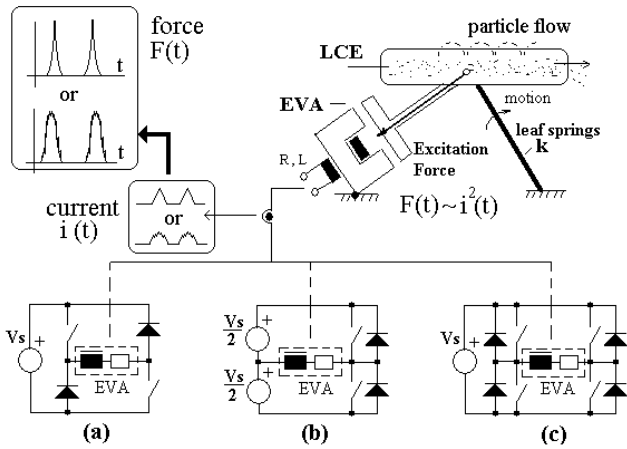 force
F(t)
t
or
t
current
i (t)
or
particle flow
LCE
EVA
motion
leaf springs
k
R, L
Excitation
Force
F(t)~i²(t)
Vs
+
EVA
(a)
Vs/2
+
Vs/2
+
EVA
(b)
Vs
+
EVA
(c)